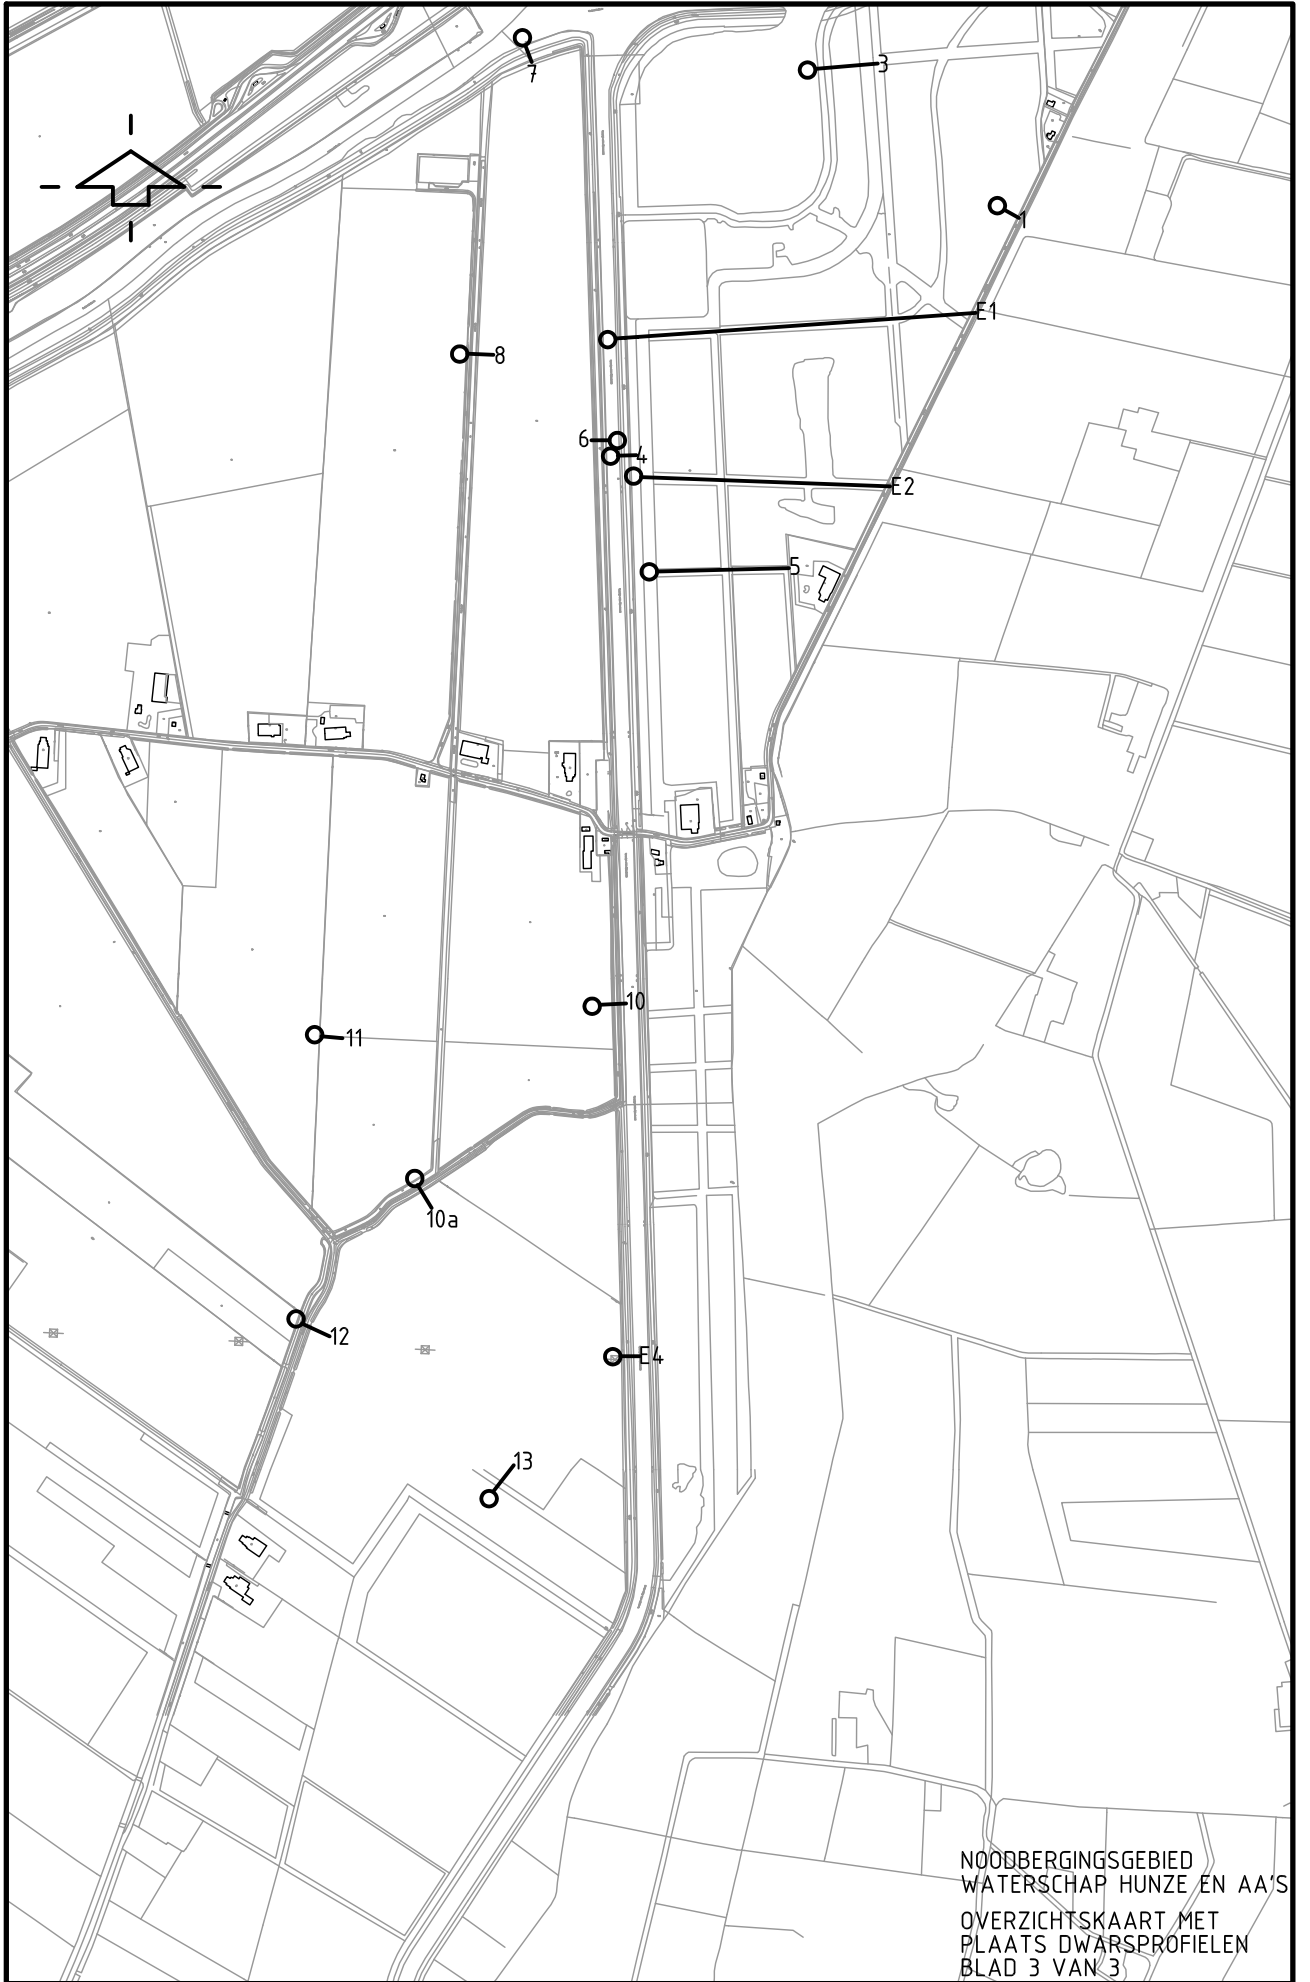 7
3
1
E1
8
6
4
E2
5
10
11
10a
12
E4
13
NOODBERGINGSGEBIED
WATERSCHAP HUNZE EN AA'S
OVERZICHTSKAART MET
PLAATS DWARSPROFIELEN
BLAD 3 VAN 3